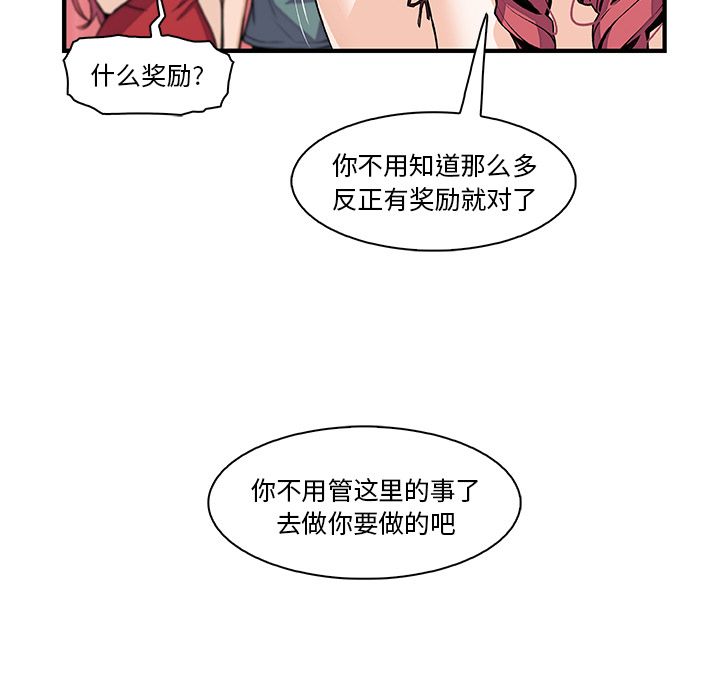 什么奖励?
你不用知道那么多
反正有奖励就对了
你不用管这里的事了
去做你要做的吧